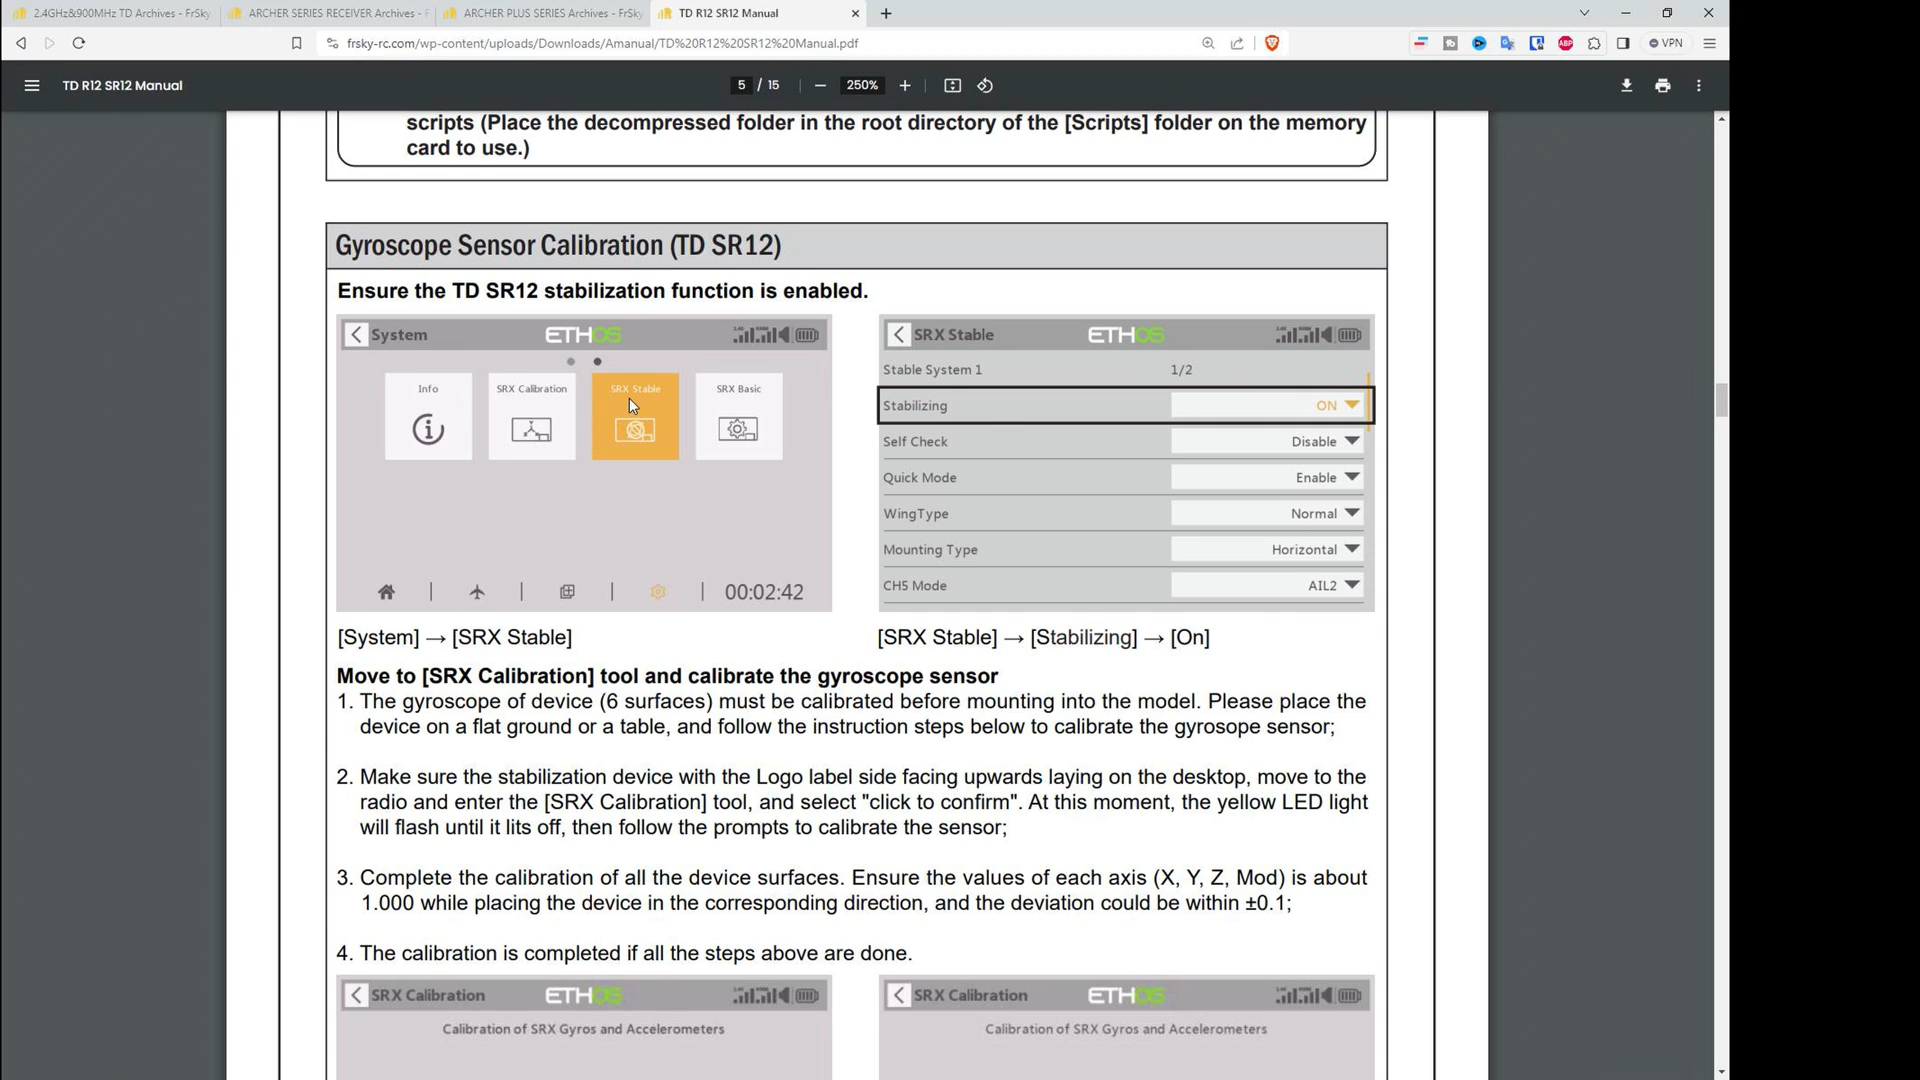 2.4GHz&900MHz TD Archives - FrSky
ARCHER SERIES RECEIVER Archives - F
ARCHER PLUS SERIES Archives - FrSky
TD R12 SR12 Manual
frsky-rc.com/wp-content/uploads/Downloads/Amanual/TD%20R12%20SR12%20Manual.pdf
ABP
VPN
TD R12 SR12 Manual
5 / 15
250%
scripts (Place the decompressed folder in the root directory of the [Scripts] folder on the memory
card to use.)
Gyroscope Sensor Calibration (TD SR12)
Ensure the TD SR12 stabilization function is enabled.
System
ETHOS
Info
SRX Calibration
SRX Stable
SRX Basic
00:02:42
SRX Stable
ETHOS
Stable System 1 1/2
Stabilizing ON
Self Check Disable
Quick Mode Enable
WingType Normal
Mounting Type Horizontal
CH5 Mode AIL2
[System] → [SRX Stable]
[SRX Stable] → [Stabilizing] → [On]
Move to [SRX Calibration] tool and calibrate the gyroscope sensor
1. The gyroscope of device (6 surfaces) must be calibrated before mounting into the model. Please place the
device on a flat ground or a table, and follow the instruction steps below to calibrate the gyrosope sensor;
2. Make sure the stabilization device with the Logo label side facing upwards laying on the desktop, move to the
radio and enter the [SRX Calibration] tool, and select "click to confirm". At this moment, the yellow LED light
will flash until it lits off, then follow the prompts to calibrate the sensor;
3. Complete the calibration of all the device surfaces. Ensure the values of each axis (X, Y, Z, Mod) is about
1.000 while placing the device in the corresponding direction, and the deviation could be within ±0.1;
4. The calibration is completed if all the steps above are done.
SRX Calibration
ETHOS
Calibration of SRX Gyros and Accelerometers
SRX Calibration
ETHOS
Calibration of SRX Gyros and Accelerometers